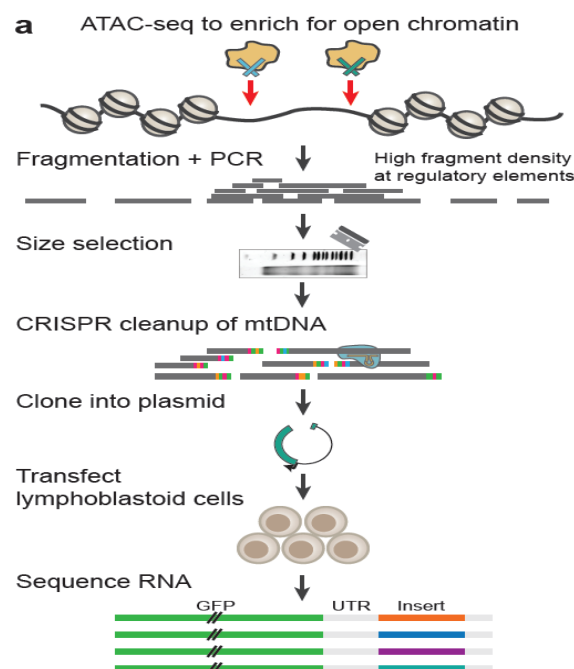 a
ATAC-seq to enrich for open chromatin
Fragmentation + PCR
High fragment density
at regulatory elements
Size selection
CRISPR cleanup of mtDNA
Clone into plasmid
Transfect
lymphoblastoid cells
Sequence RNA
GFP UTR Insert